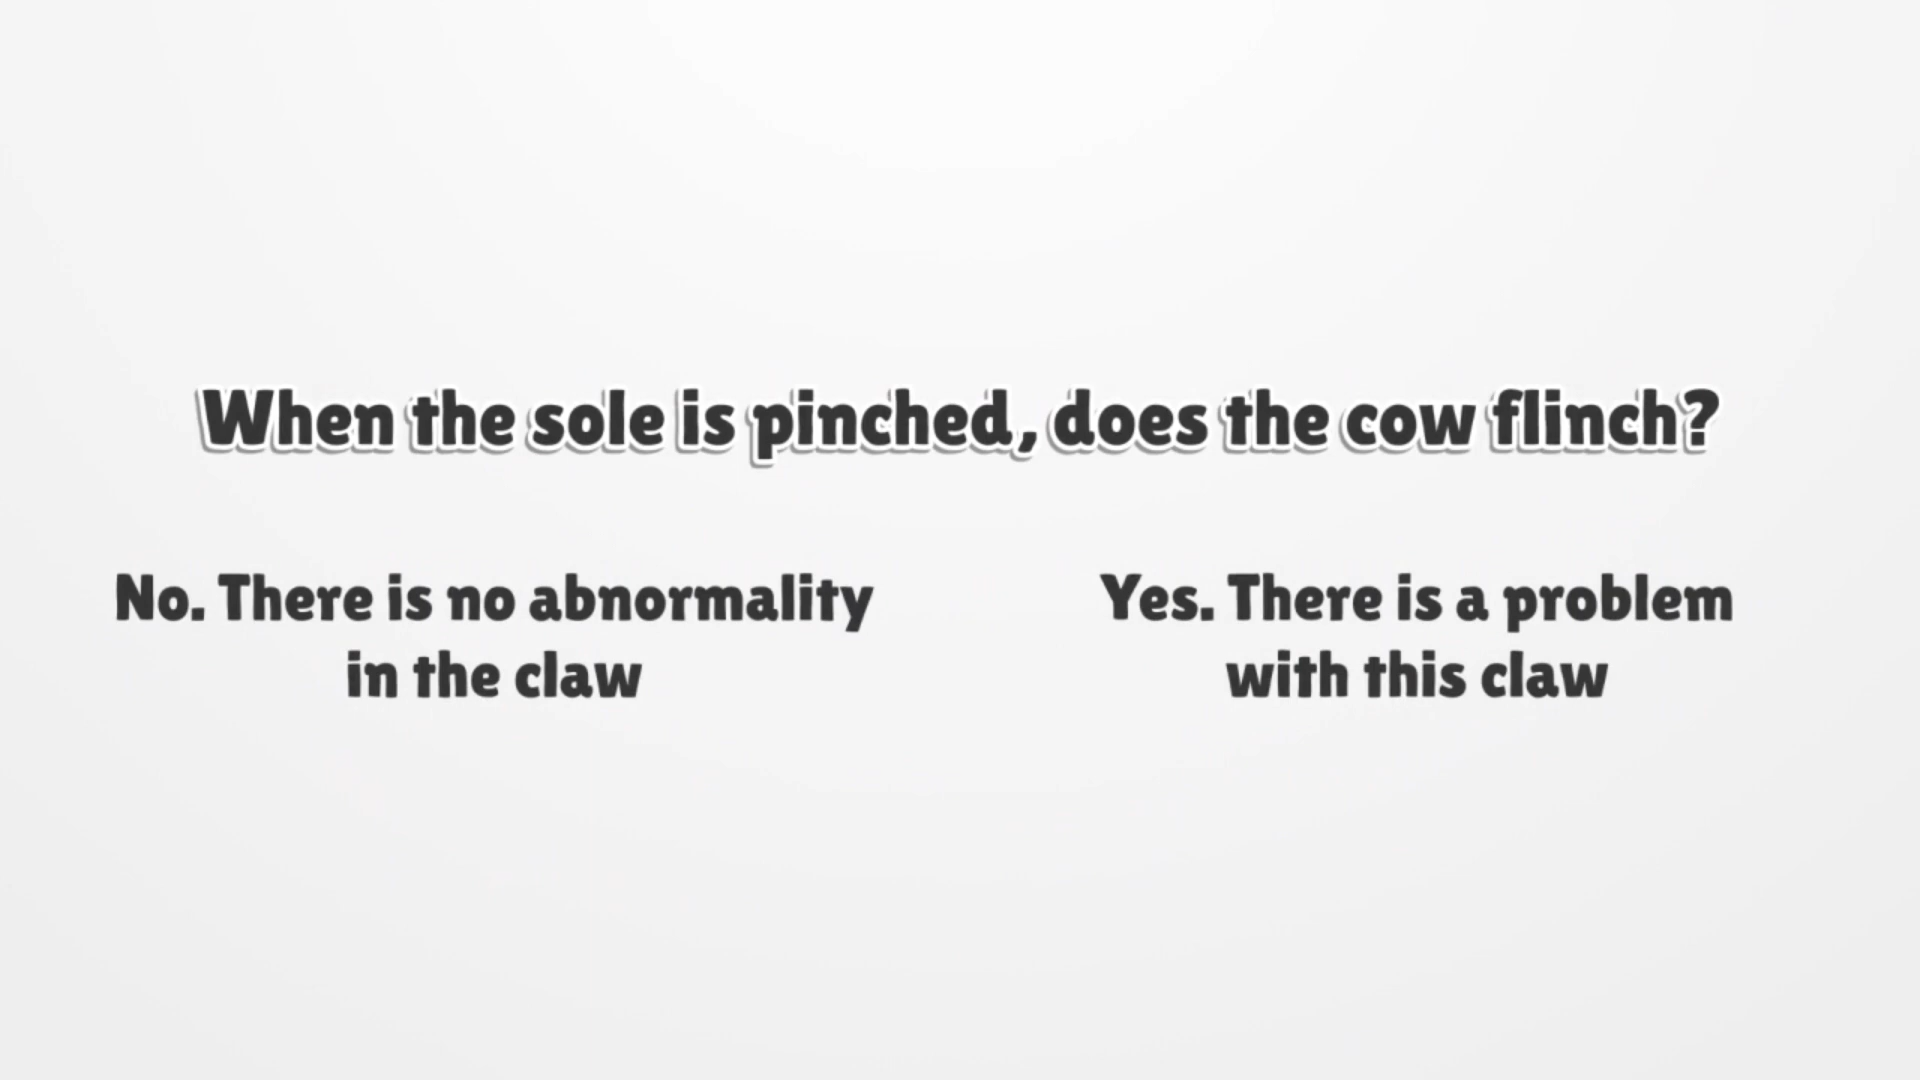 When the sole is pinched, does the cow flinch?
No. There is no abnormality
in the claw
Yes. There is a problem
with this claw